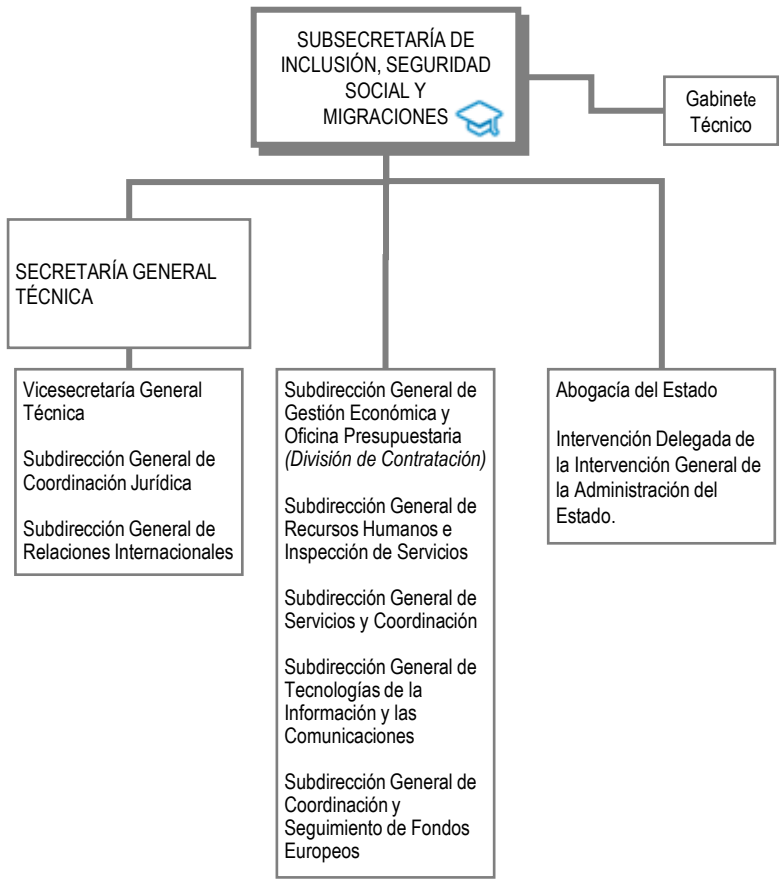 SUBSECRETARÍA DE
INCLUSIÓN, SEGURIDAD
SOCIAL Y
MIGRACIONES
Gabinete
Técnico
SECRETARÍA GENERAL
TÉCNICA
Vicesecretaría General
Técnica
Subdirección General de
Coordinación Jurídica
Subdirección General de
Relaciones Internacionales
Subdirección General de
Gestión Económica y
Oficina Presupuestaria
(División de Contratación)
Subdirección General de
Recursos Humanos e
Inspección de Servicios
Subdirección General de
Servicios y Coordinación
Subdirección General de
Tecnologías de la
Información y las
Comunicaciones
Subdirección General de
Coordinación y
Seguimiento de Fondos
Europeos
Abogacía del Estado
Intervención Delegada de
la Intervención General de
la Administración del
Estado.